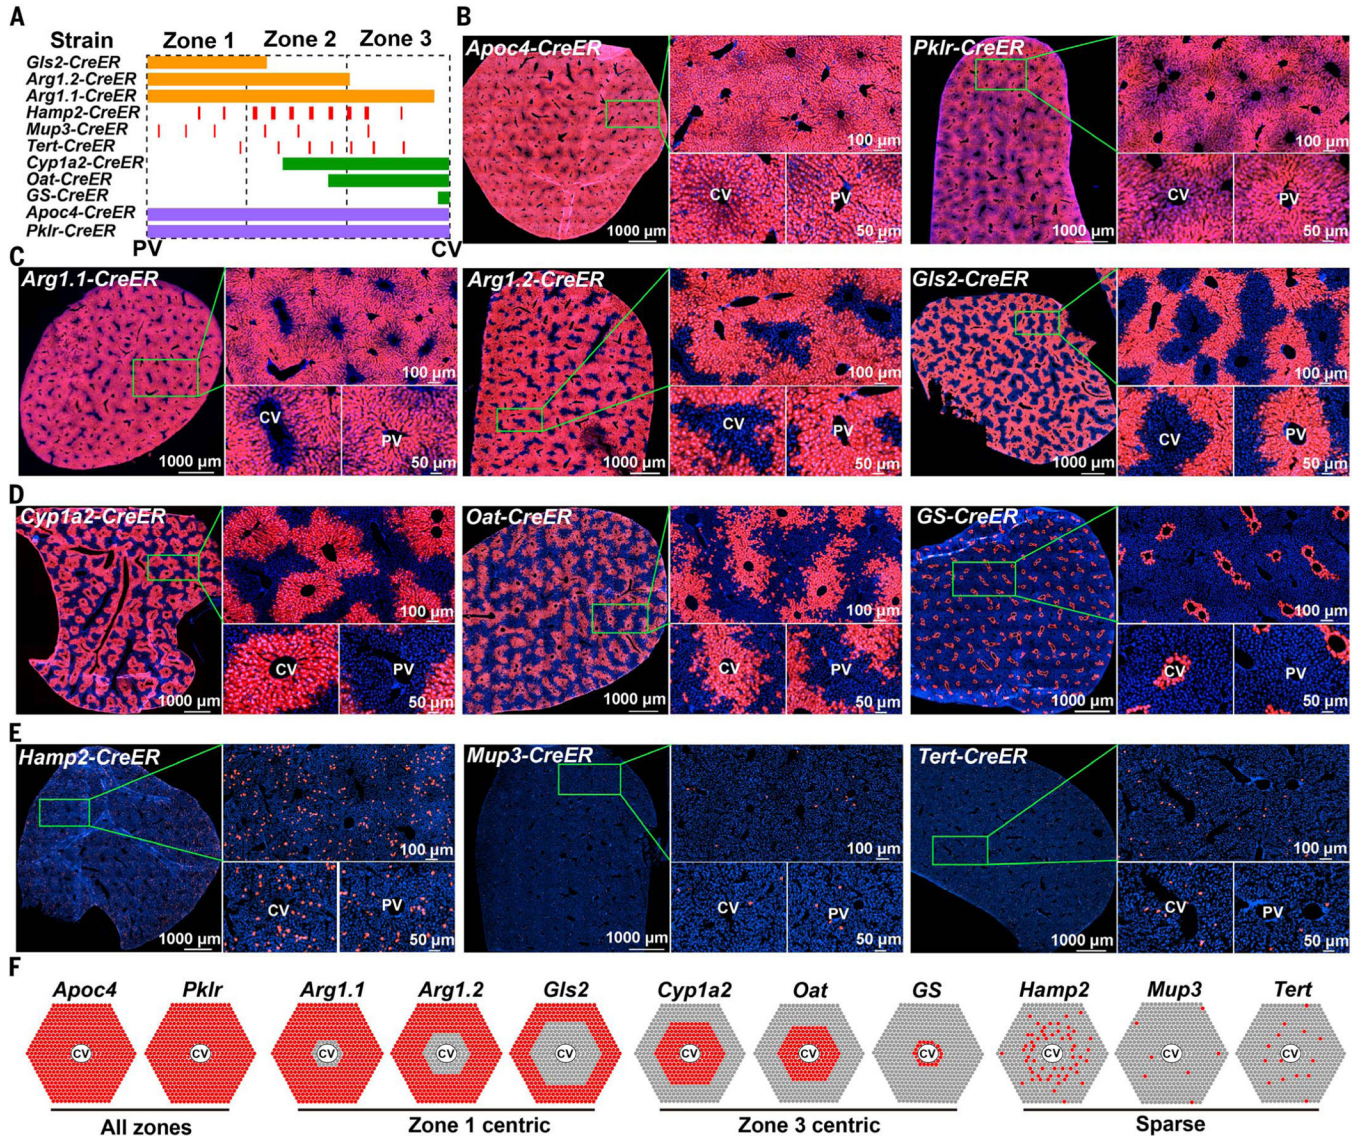 A
Strain
Zone 1
Zone 2
Zone 3
Gls2-CreER
Arg1.2-CreER
Arg1.1-CreER
Hamp2-CreER
Mup3-CreER
Tert-CreER
Cyp1a2-CreER
Oat-CreER
GS-CreER
Apoc4-CreER
Pklr-CreER
PV
CV
B
Apoc4-CreER
1000 µm
100 µm
CV
PV
50 µm
Pklr-CreER
1000 µm
100 µm
CV
PV
50 µm
C
Arg1.1-CreER
1000 µm
100 µm
CV
PV
50 µm
Arg1.2-CreER
1000 µm
100 µm
CV
PV
50 µm
Gls2-CreER
1000 µm
100 µm
CV
PV
50 µm
D
Cyp1a2-CreER
1000 µm
100 µm
CV
PV
50 µm
Oat-CreER
1000 µm
100 µm
CV
PV
50 µm
GS-CreER
1000 µm
100 µm
CV
PV
50 µm
E
Hamp2-CreER
1000 µm
100 µm
CV
PV
50 µm
Mup3-CreER
1000 µm
100 µm
CV
PV
50 µm
Tert-CreER
1000 µm
100 µm
CV
PV
50 µm
F
Apoc4 Pklr Arg1.1 Arg1.2 Gls2 Cyp1a2 Oat GS Hamp2 Mup3 Tert
CV CV CV CV CV CV CV CV CV CV CV
All zones
Zone 1 centric
Zone 3 centric
Sparse